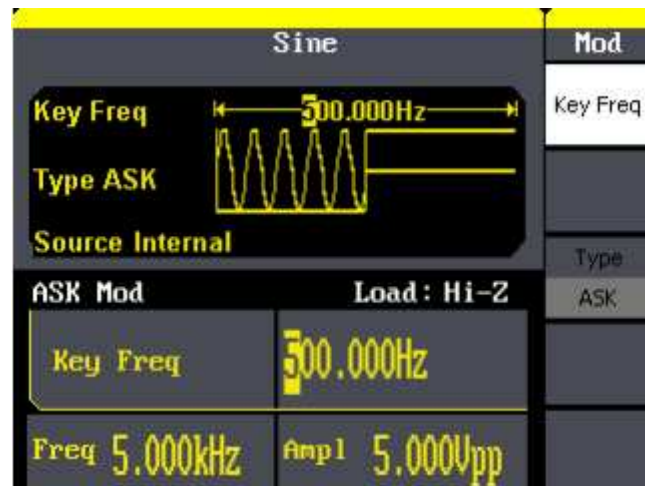 Sine
Mod
Key Freq
500.000Hz
Key Freq
Type ASK
Source Internal
Type
ASK
ASK Mod
Load: Hi-Z
Key Freq
500.000Hz
Freq 5.000kHz
Ampl 5.000Vpp